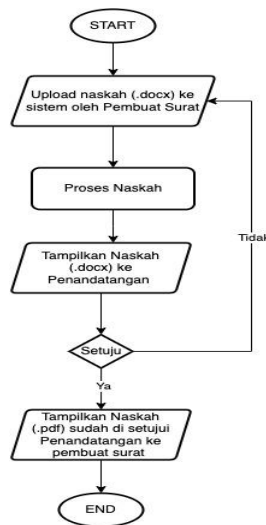 START
Upload naskah (.docx) ke
sistem oleh Pembuat Surat
Proses Naskah
Tampilkan Naskah
(.docx) ke
Penandatangan
Tidak
Setuju
Ya
Tampilkan Naskah
(.pdf) sudah di setujui
Penandatangan ke
pembuat surat
END